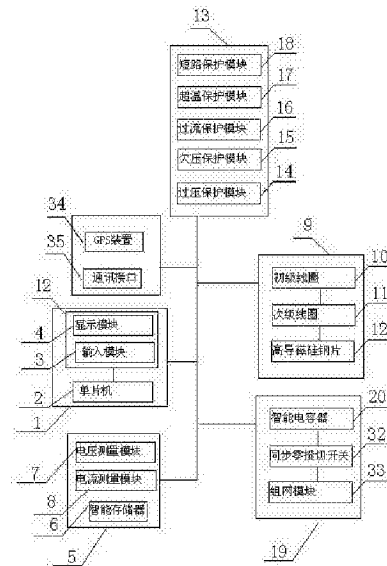 13
短路保护模块
18
超温保护模块
17
过流保护模块
16
欠压保护模块
15
过压保护模块
14
34
GPS装置
35
通讯接口
9
初级线圈
10
次级线圈
11
高导磁硅钢片
12
12
4
显示模块
3
输入模块
2
单片机
1
智能电容器
20
同步零投切开关
32
组网模块
33
19
7
电压测量模块
8
电流测量模块
6
智能存储器
5